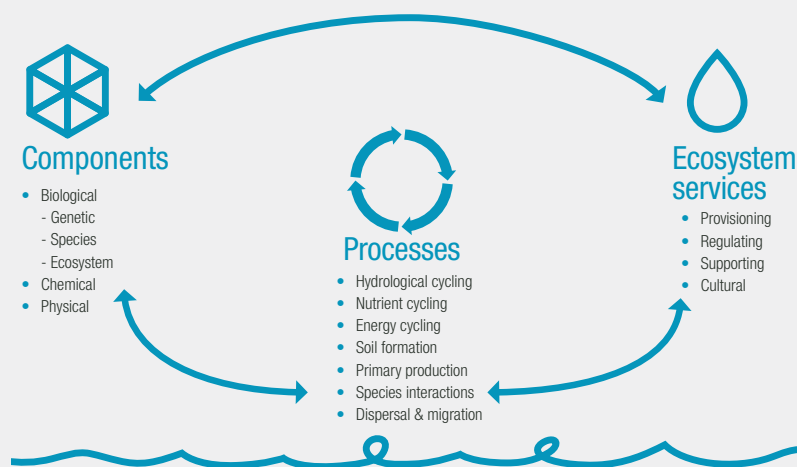 Components
• Biological
- Genetic
- Species
- Ecosystem
• Chemical
• Physical
Processes
• Hydrological cycling
• Nutrient cycling
• Energy cycling
• Soil formation
• Primary production
• Species interactions
• Dispersal & migration
Ecosystem
services
• Provisioning
• Regulating
• Supporting
• Cultural